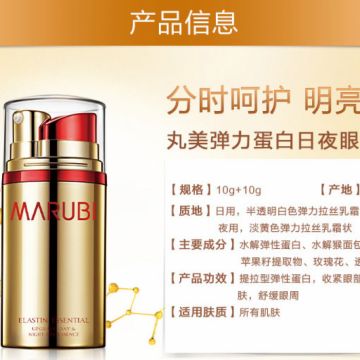 产品信息
分时呵护 明亮
丸美弹力蛋白日夜眼
【规格】 10g+10g 【产地】
【质地】 日用，半透明白色弹力拉丝乳霜
夜用，淡黄色弹力拉丝乳霜状
【主要成分】 水解弹性蛋白、水解猴面包
苹果籽提取物、玫瑰花、透
【产品功效】 提拉型弹性蛋白，收紧眼部
肤，舒缓眼周
【适用肤质】 所有肌肤
MARUBI
ELASTIN ESSENTIAL